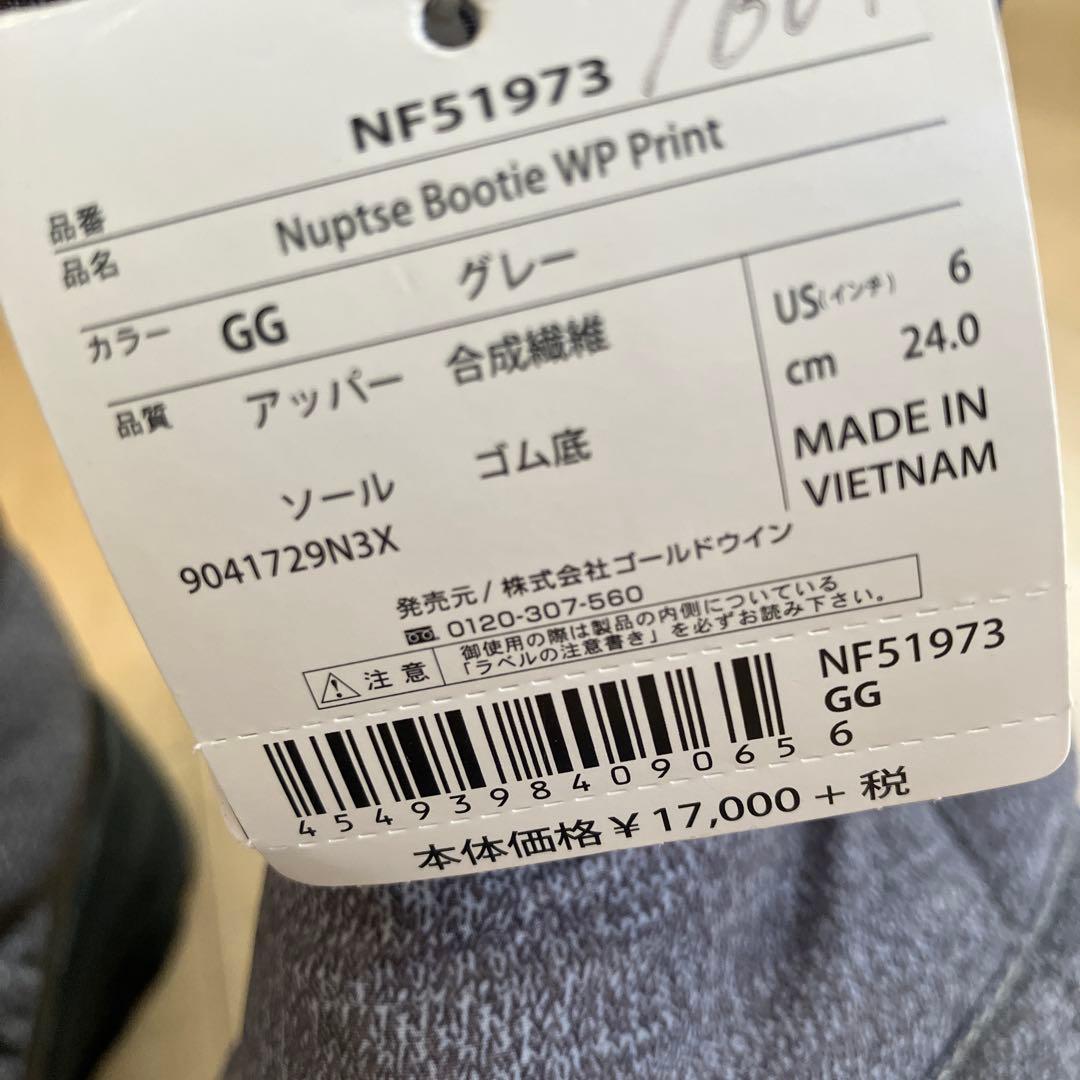 品番 NF51973
品名 Nuptse Bootie WP Print
カラー GG グレー
品質 アッパー 合成繊維
ソール ゴム底
9041729N3X
US(インチ) 6
cm 24.0
MADE IN
VIETNAM
発売元/株式会社ゴールドウイン
0120-307-560
注意
御使用の際は製品の内側についている
「ラベルの注意書き」を必ずお読み下さい。
NF51973
GG
6
4549398409065
本体価格¥17,000+税